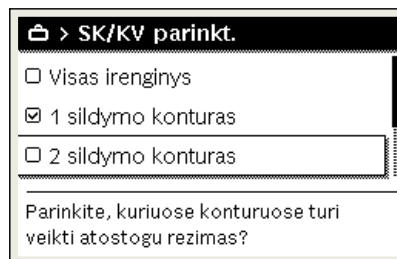 > SK/KV parinkt.
Visas irenginys
1 sildymo konturas
2 sildymo konturas
Parinkite, kuriuose konturuose turi
veikti atostogu rezimas?